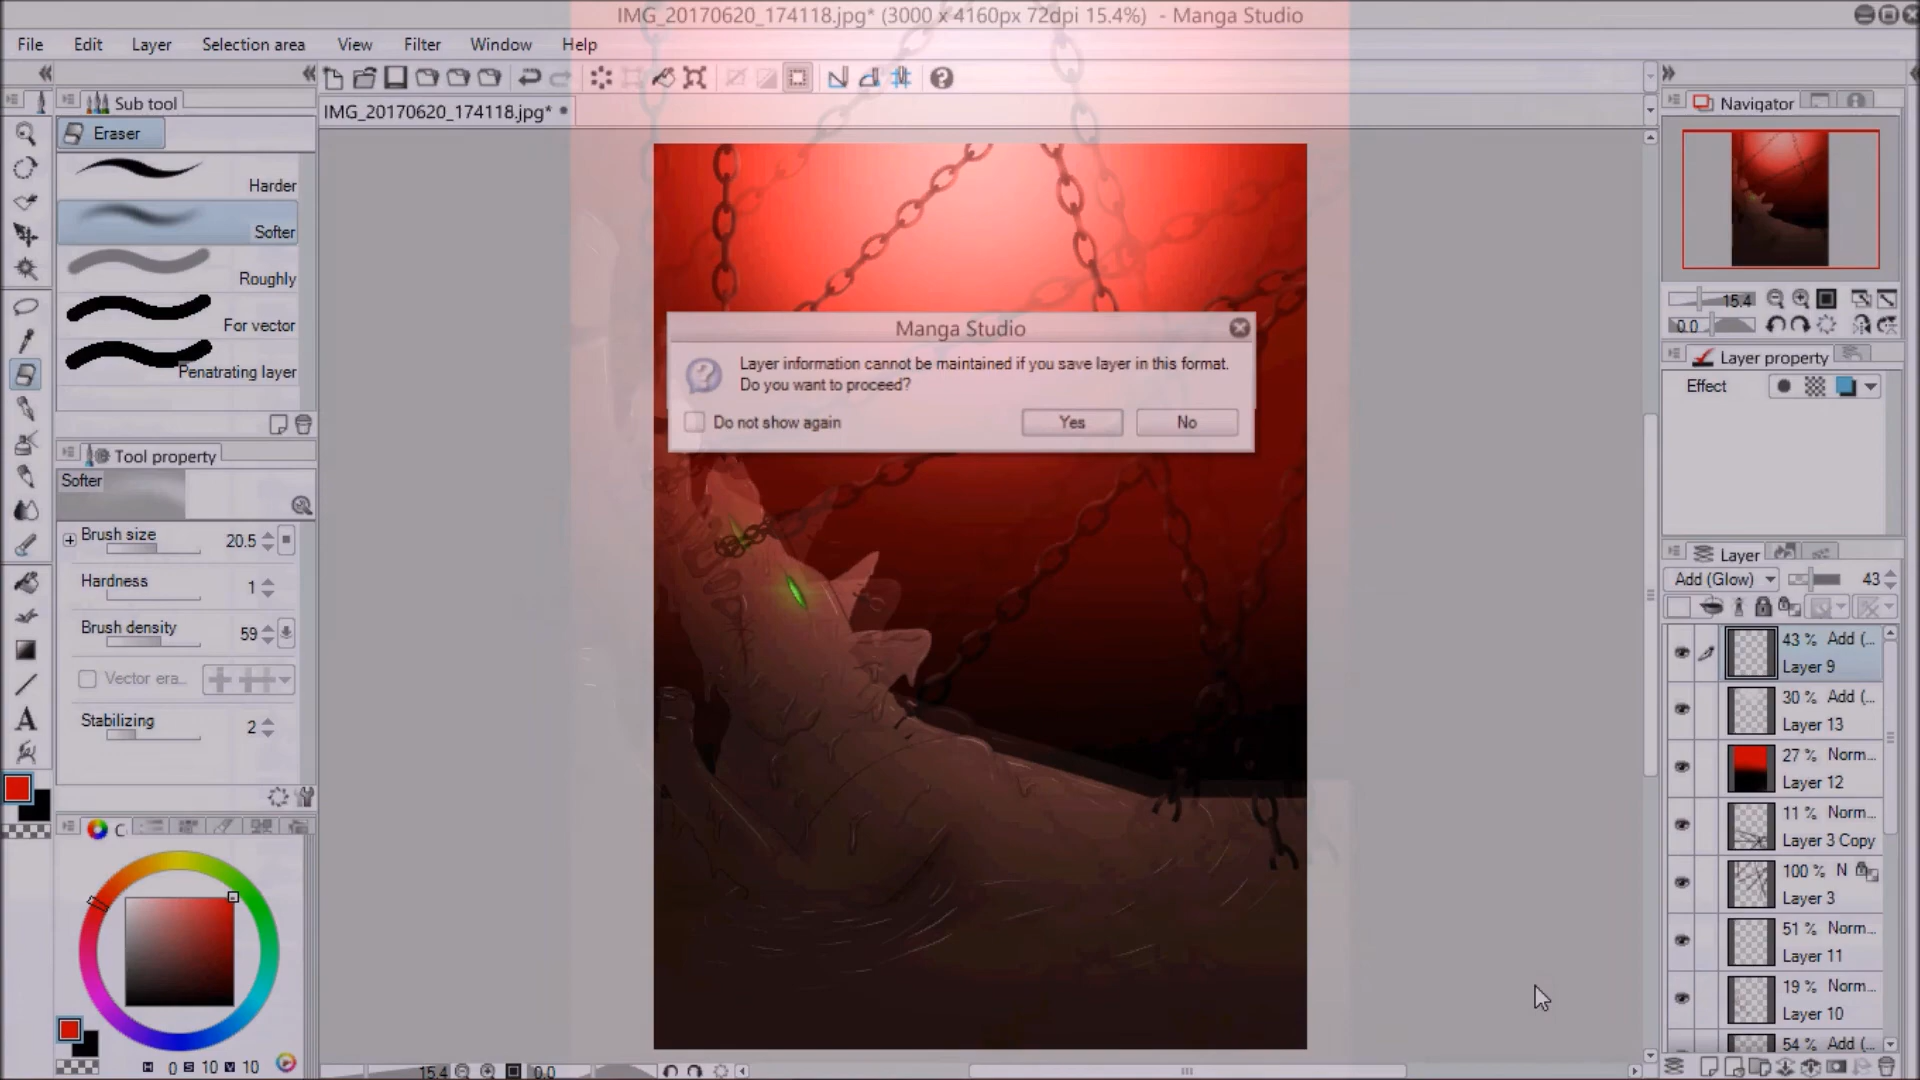 IMG_20170620_174118.jpg* (3000 x 4160px 72dpi 15.4%) - Manga Studio
File Edit Layer Selection area View Filter Window Help
Sub tool
IMG_20170620_174118.jpg*
Navigator
Eraser
Harder
Softer
Roughly
For vector
Penatrating layer
15.4
0.0
Manga Studio
Layer information cannot be maintained if you save layer in this format.
Do you want to proceed?
Do not show again
Yes
No
Layer property
Effect
Tool property
Softer
Brush size 20.5
Hardness 1
Brush density 59
Vector era...
Stabilizing 2
Layer
Add (Glow) 43
43 % Add (...
Layer 9
30 % Add (...
Layer 13
27 % Norm...
Layer 12
11 % Norm...
Layer 3 Copy
100 % N
Layer 3
51 % Norm...
Layer 11
19 % Norm...
Layer 10
54 % Add (...
C
H 0 S 10 V 10
15.4 0.0